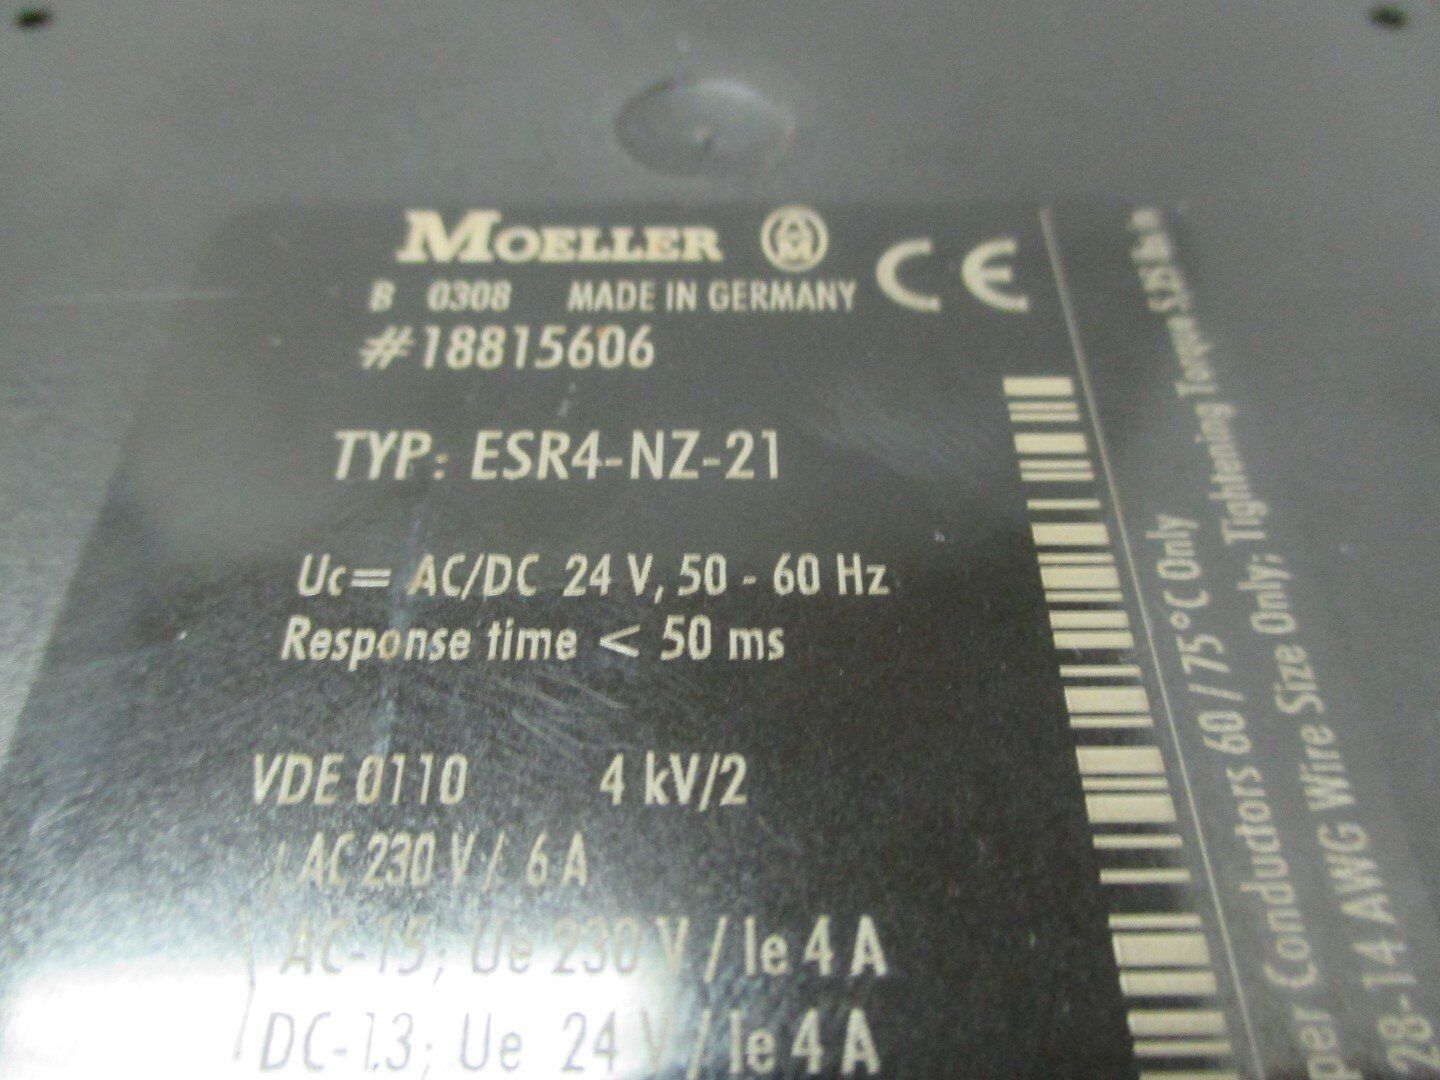 MOELLER
B 0308 MADE IN GERMANY CE
#18815606
TYP: ESR4-NZ-21
Uc= AC/DC 24 V, 50 - 60 Hz
Response time < 50 ms
VDE 0110 4 kV/2
AC 230 V / 6 A
AC-15; Ue 230 V / Ie 4 A
DC-13; Ue 24 V / Ie 4 A
per Conductors 60 / 75°C Only
28-14 AWG Wire Size Only; Tightening Torque